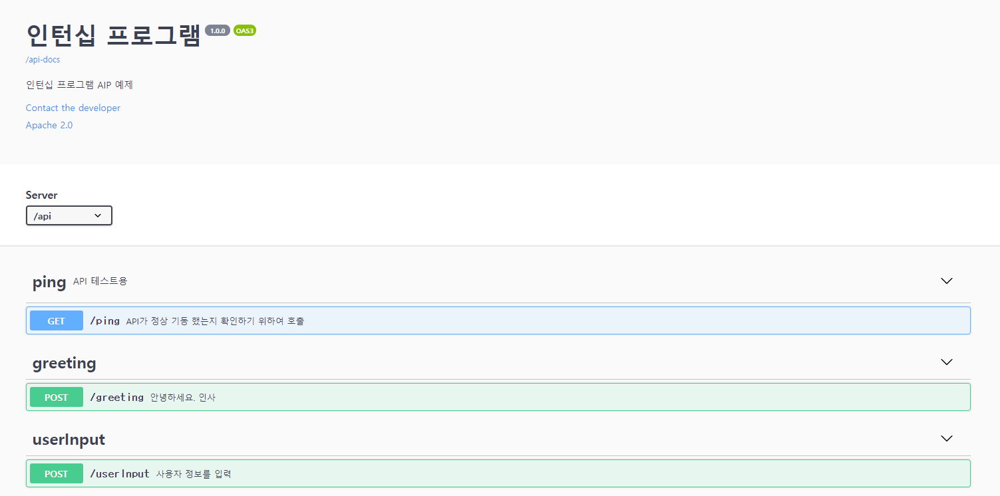 인턴십 프로그램 1.0.0 OAS3
/api-docs
인턴십 프로그램 AIP 예제
Contact the developer
Apache 2.0
Server
/api
ping API 테스트용
GET /ping API가 정상 기동 했는지 확인하기 위하여 호출
greeting
POST /greeting 안녕하세요. 인사
userInput
POST /userInput 사용자 정보를 입력